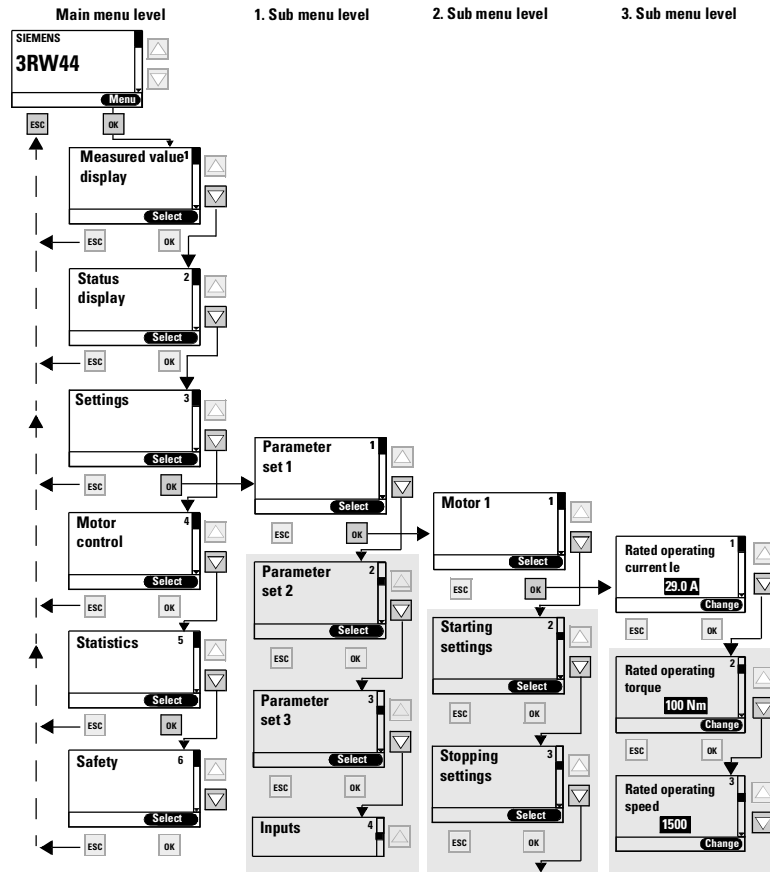 Main menu level
1. Sub menu level
2. Sub menu level
3. Sub menu level
SIEMENS
3RW44
Menu
ESC
OK
Measured value
1
display
Select
ESC
OK
Status
2
display
Select
ESC
OK
Settings
3
Select
ESC
OK
Motor
4
control
Select
ESC
OK
Statistics
5
Select
ESC
OK
Safety
6
Select
ESC
OK
Parameter
1
set 1
Select
ESC
OK
Parameter
2
set 2
Select
ESC
OK
Parameter
3
set 3
Select
ESC
OK
Inputs
4
Motor 1
1
Select
ESC
OK
Starting
2
settings
Select
ESC
OK
Stopping
3
settings
Select
ESC
OK
Rated operating
1
current Ie
29.0 A
Change
ESC
OK
Rated operating
2
torque
100 Nm
Change
ESC
OK
Rated operating
3
speed
1500
Change